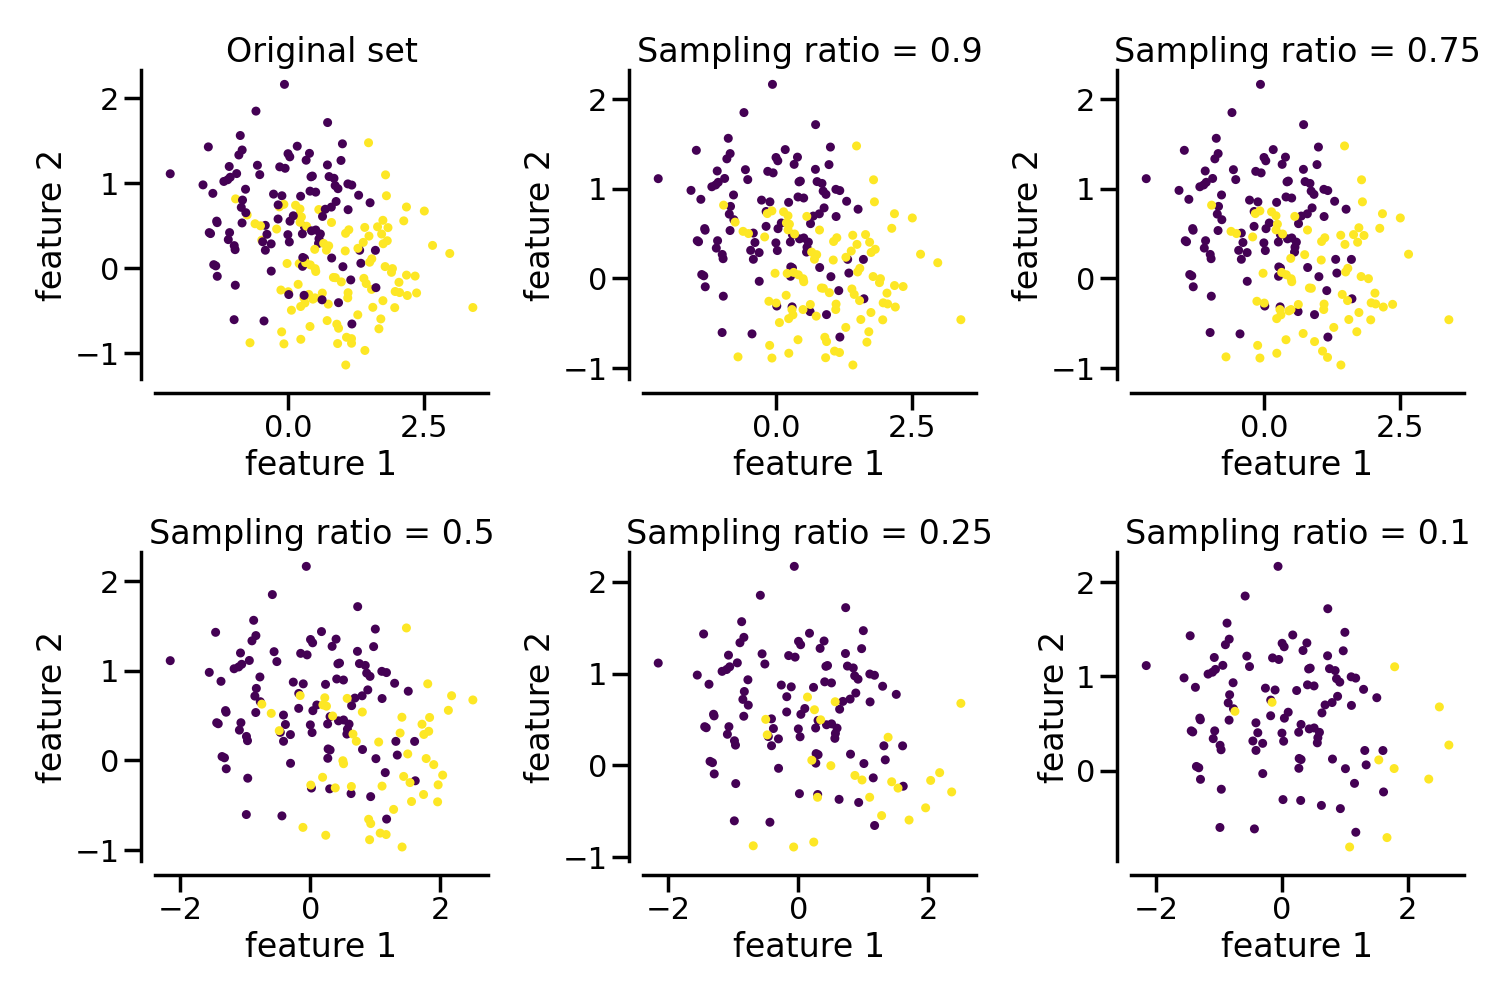 Original set
Sampling ratio = 0.9
Sampling ratio = 0.75
feature 2
2
1
0
−1
0.0
2.5
feature 1
feature 2
2
1
0
−1
0.0
2.5
feature 1
feature 2
2
1
0
−1
0.0
2.5
feature 1
Sampling ratio = 0.5
Sampling ratio = 0.25
Sampling ratio = 0.1
feature 2
2
1
0
−1
−2
0
2
feature 1
feature 2
2
1
0
−1
−2
0
2
feature 1
feature 2
2
1
0
−2
0
2
feature 1